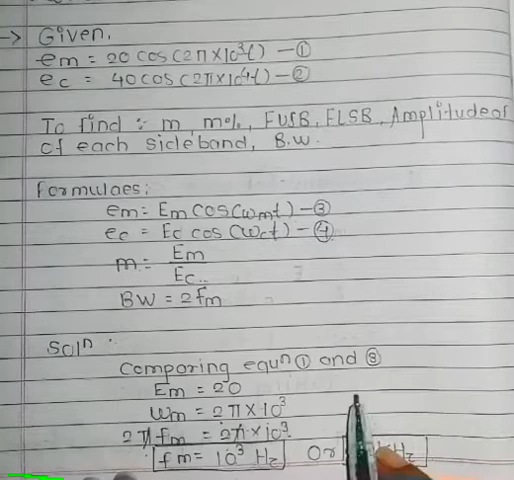 -> Given,
em = 20 cos (2π×10³t) -①
ec = 40 cos (2π×10⁴t) -②
To find :- m, m%, FUSB, FLSB, Amplitude of
of each sideband, B.W.
Formulaes:
em = Em cos(ωmt) -③
ec = Ec cos (ωct) -④
m = Em
Ec
BW = 2fm
Solⁿ
Comparing equⁿ ① and ③
Em = 20
ωm = 2π×10³
2πfm = 2π×10³
fm = 10³ Hz Or Hz